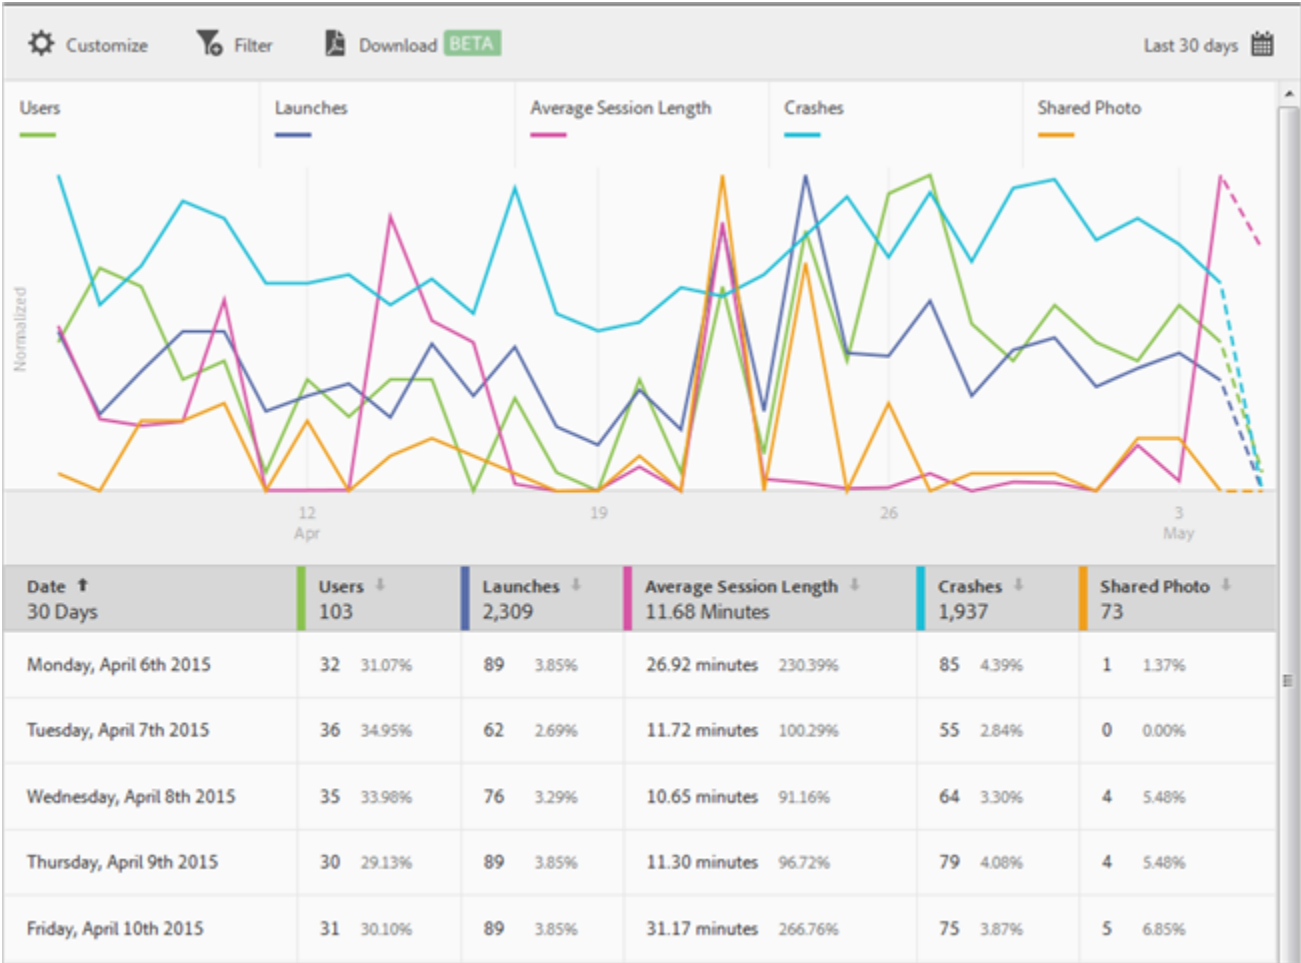 Customize Filter Download BETA Last 30 days
Users Launches Average Session Length Crashes Shared Photo
Normalized
12 19 26 3
Apr May
Date Users Launches Average Session Length Crashes Shared Photo
30 Days 103 2,309 11.68 Minutes 1,937 73
Monday, April 6th 2015 32 31.07% 89 3.85% 26.92 minutes 230.39% 85 4.39% 1 1.37%
Tuesday, April 7th 2015 36 34.95% 62 2.69% 11.72 minutes 100.29% 55 2.84% 0 0.00%
Wednesday, April 8th 2015 35 33.98% 76 3.29% 10.65 minutes 91.16% 64 3.30% 4 5.48%
Thursday, April 9th 2015 30 29.13% 89 3.85% 11.30 minutes 96.72% 79 4.08% 4 5.48%
Friday, April 10th 2015 31 30.10% 89 3.85% 31.17 minutes 266.76% 75 3.87% 5 6.85%